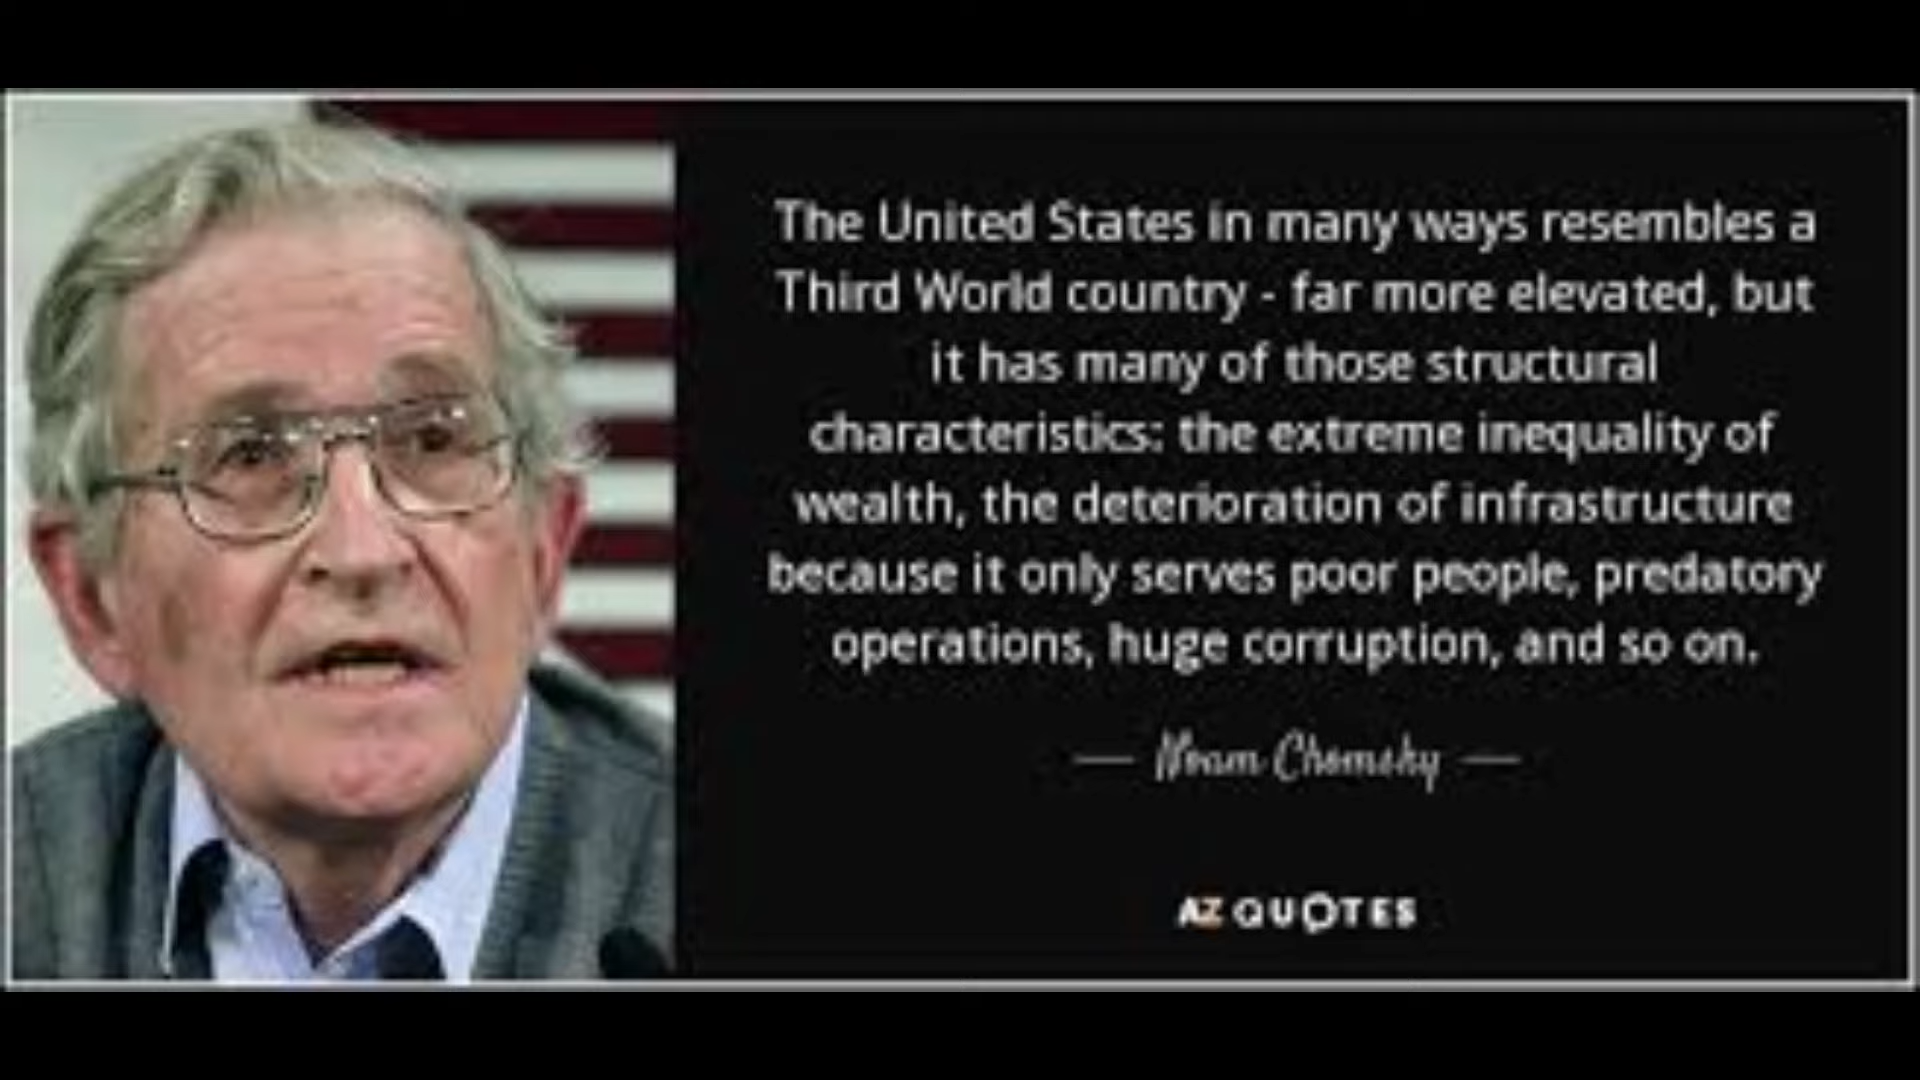 The United States in many ways resembles a
Third World country - far more elevated, but
it has many of those structural
characteristics: the extreme inequality of
wealth, the deterioration of infrastructure
because it only serves poor people, predatory
operations, huge corruption, and so on.
— Noam Chomsky —
AZ QUOTES